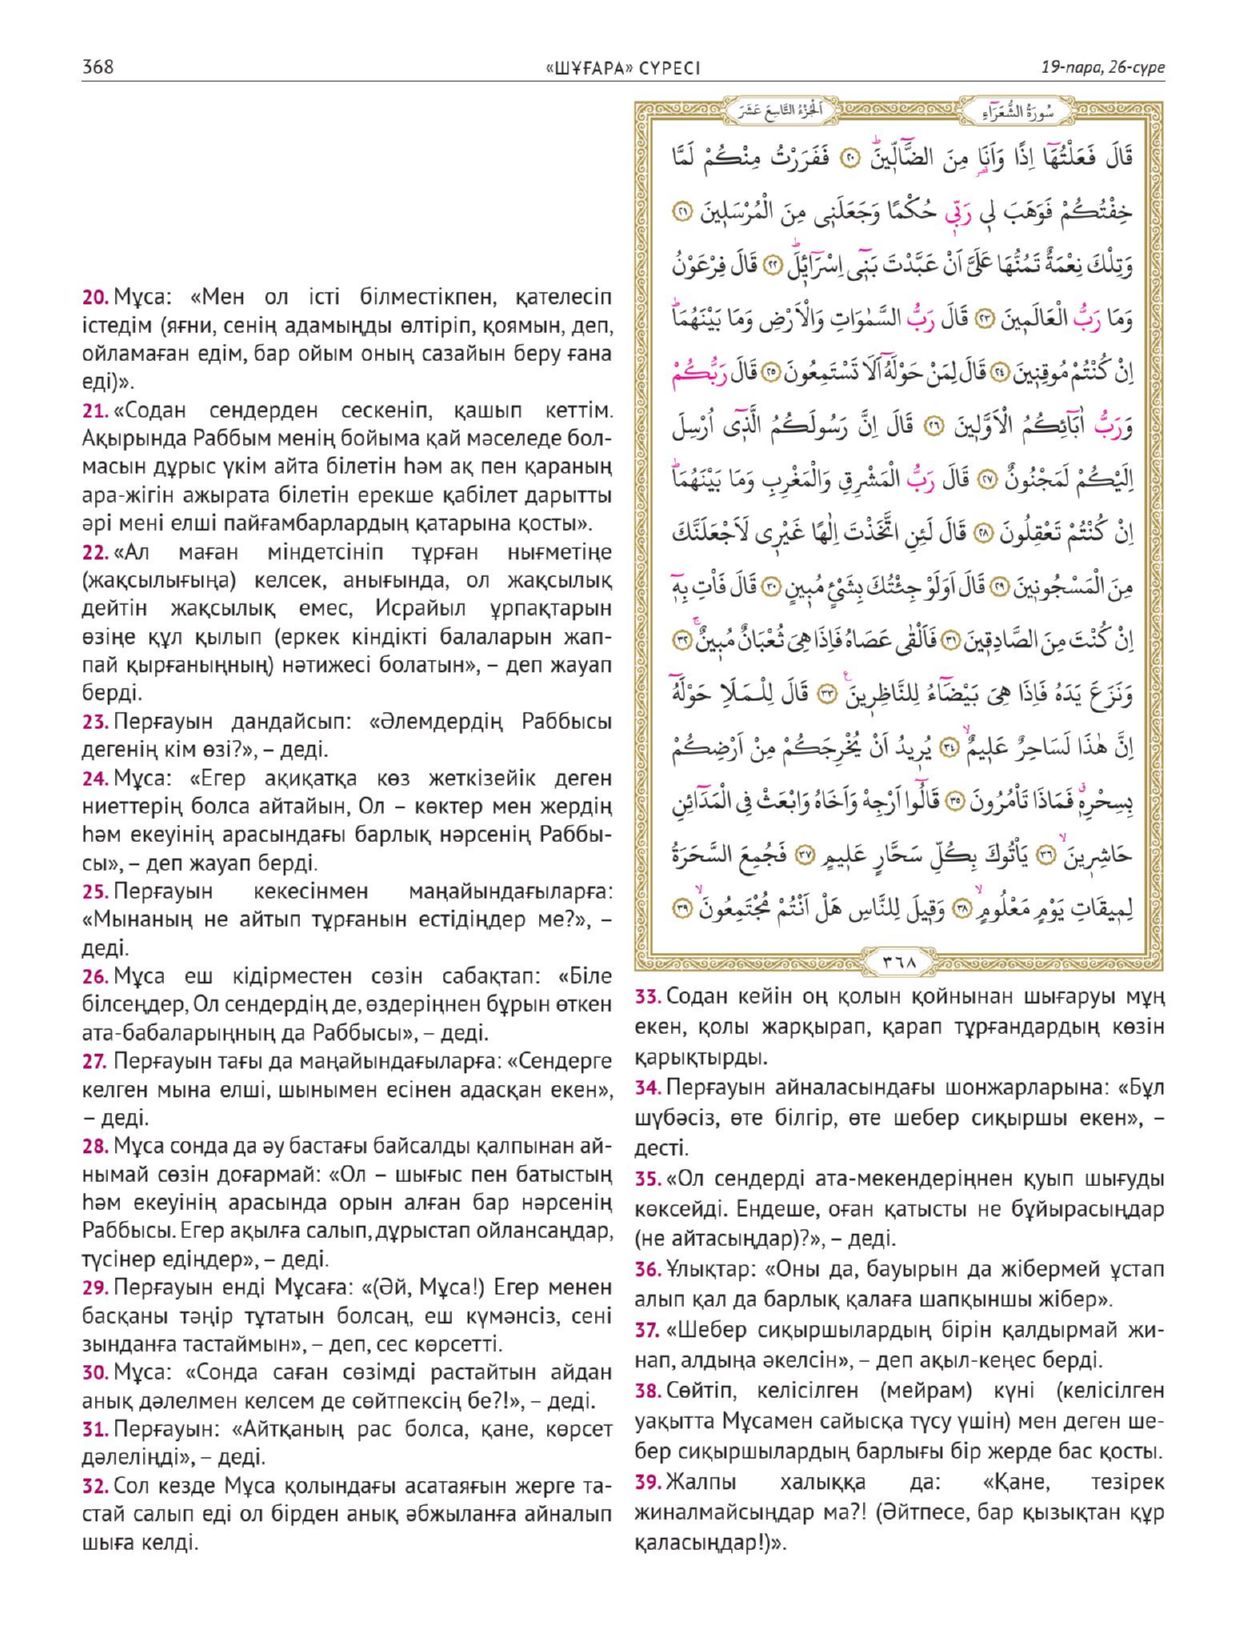 368
«ШҰҒАРА» СҮРЕСІ
19-пара, 26-сүре
20. Мұса: «Мен ол істі білместікпен, қателесіп
істедім (яғни, сенің адамыңды өлтіріп, қоямын, деп,
ойламаған едім, бар ойым оның сазайын беру ғана
еді)».
21. «Содан сендерден сескеніп, қашып кеттім.
Ақырында Раббым менің бойыма қай мәселеде бол-
масын дұрыс үкім айта білетін һәм ақ пен қараның
ара-жігін ажырата білетін ерекше қабілет дарытты
әрі мені елші пайғамбарлардың қатарына қосты».
22. «Ал маған міндетсініп тұрған нығметіңе
(жақсылығыңа) келсек, анығында, ол жақсылық
дейтін жақсылық емес, Исрайыл ұрпақтарын
өзіңе құл қылып (еркек кіндікті балаларын жап-
пай қырғаныңның) нәтижесі болатын», – деп жауап
берді.
23. Перғауын дандайсып: «Әлемдердің Раббысы
дегенің кім өзі?», – деді.
24. Мұса: «Егер ақиқатқа көз жеткізейік деген
ниеттерің болса айтайын, Ол – көктер мен жердің
һәм екеуінің арасындағы барлық нәрсенің Раббы-
сы», – деп жауап берді.
25. Перғауын кекесінмен маңайындағыларға:
«Мынаның не айтып тұрғанын естідіңдер ме?», –
деді.
26. Мұса еш кідірместен сөзін сабақтап: «Біле
білсеңдер, Ол сендердің де, өздеріңнен бұрын өткен
ата-бабаларыңның да Раббысы», – деді.
27. Перғауын тағы да маңайындағыларға: «Сендерге
келген мына елші, шынымен есінен адасқан екен»,
– деді.
28. Мұса сонда да әу бастағы байсалды қалпынан ай-
нымай сөзін доғармай: «Ол – шығыс пен батыстың
һәм екеуінің арасында орын алған бар нәрсенің
Раббысы. Егер ақылға салып, дұрыстап ойлансаңдар,
түсінер едіңдер», – деді.
29. Перғауын енді Мұсаға: «(Әй, Мұса!) Егер менен
басқаны тәңір тұтатын болсаң, еш күмәнсіз, сені
зынданға тастаймын», – деп, сес көрсетті.
30. Мұса: «Сонда саған сөзімді растайтын айдан
анық дәлелмен келсем де сөйтпексің бе?!», – деді.
31. Перғауын: «Айтқаның рас болса, қане, көрсет
дәлеліңді», – деді.
32. Сол кезде Мұса қолындағы асатаяғын жерге та-
стай салып еді ол бірден анық әбжыланға айналып
шыға келді.
سُورَةُ الشُّعَرَاءِ
اَلْجُزْءُ التَّاسِعَ عَشَرَ
قَالَ فَعَلْتُهَٓا اِذًا وَاَنَا۬ مِنَ الضَّٓالّ۪ينَۜ ﴿٢٠﴾ فَفَرَرْتُ مِنْكُمْ لَمَّا
خِفْتُكُمْ فَوَهَبَ ل۪ي رَبّ۪ي حُكْمًا وَجَعَلَن۪ي مِنَ الْمُرْسَل۪ينَ ﴿٢١﴾
وَتِلْكَ نِعْمَةٌ تَمُنُّهَا عَلَيَّ اَنْ عَبَّدْتَ بَن۪ٓي اِسْرَٓائ۪لَۜ ﴿٢٢﴾ قَالَ فِرْعَوْنُ
وَمَا رَبُّ الْعَالَم۪ينَ ﴿٢٣﴾ قَالَ رَبُّ السَّمٰوَاتِ وَالْاَرْضِ وَمَا بَيْنَهُمَاۜ
اِنْ كُنْتُمْ مُوقِن۪ينَ ﴿٢٤﴾ قَالَ لِمَنْ حَوْلَهُٓ اَلَا تَسْتَمِعُونَ ﴿٢٥﴾ قَالَ رَبُّكُمْ
وَرَبُّ اٰبَٓائِكُمُ الْاَوَّل۪ينَ ﴿٢٦﴾ قَالَ اِنَّ رَسُولَكُمُ الَّذ۪ٓي اُرْسِلَ
اِلَيْكُمْ لَمَجْنُونٌ ﴿٢٧﴾ قَالَ رَبُّ الْمَشْرِقِ وَالْمَغْرِبِ وَمَا بَيْنَهُمَاۜ
اِنْ كُنْتُمْ تَعْقِلُونَ ﴿٢٨﴾ قَالَ لَئِنِ اتَّخَذْتَ اِلٰهًا غَيْر۪ي لَاَجْعَلَنَّكَ
مِنَ الْمَسْجُون۪ينَ ﴿٢٩﴾ قَالَ اَوَلَوْ جِئْتُكَ بِشَيْءٍ مُب۪ينٍ ﴿٣٠﴾ قَالَ فَأْتِ بِه۪ٓ
اِنْ كُنْتَ مِنَ الصَّادِق۪ينَ ﴿٣١﴾ فَاَلْقٰى عَصَاهُ فَاِذَا هِيَ ثُعْبَانٌ مُب۪ينٌۚ ﴿٣٢﴾
وَنَزَعَ يَدَهُ فَاِذَا هِيَ بَيْضَٓاءُ لِلنَّاظِر۪ينَ۟ ﴿٣٣﴾ قَالَ لِلْمَلَاِ حَوْلَهُٓ
اِنَّ هٰذَا لَسَاحِرٌ عَل۪يمٌۙ ﴿٣٤﴾ يُر۪يدُ اَنْ يُخْرِجَكُمْ مِنْ اَرْضِكُمْ
بِسِحْرِه۪ۗ فَمَاذَا تَأْمُرُونَ ﴿٣٥﴾ قَالُٓوا اَرْجِهْ وَاَخَاهُ وَابْعَثْ فِي الْمَدَٓائِنِ
حَاشِر۪ينَۙ ﴿٣٦﴾ يَأْتُوكَ بِكُلِّ سَحَّارٍ عَل۪يمٍ ﴿٣٧﴾ فَجُمِعَ السَّحَرَةُ
لِم۪يقَاتِ يَوْمٍ مَعْلُومٍۙ ﴿٣٨﴾ وَق۪يلَ لِلنَّاسِ هَلْ اَنْتُمْ مُجْتَمِعُونَۙ ﴿٣٩﴾
٣٦٨
33. Содан кейін оң қолын қойнынан шығаруы мұң
екен, қолы жарқырап, қарап тұрғандардың көзін
қарықтырды.
34. Перғауын айналасындағы шонжарларына: «Бұл
шүбәсіз, өте білгір, өте шебер сиқыршы екен», –
десті.
35. «Ол сендерді ата-мекендеріңнен қуып шығуды
көксейді. Ендеше, оған қатысты не бұйырасыңдар
(не айтасыңдар)?», – деді.
36. Ұлықтар: «Оны да, бауырын да жібермей ұстап
алып қал да барлық қалаға шапқыншы жібер».
37. «Шебер сиқыршылардың бірін қалдырмай жи-
нап, алдыңа әкелсін», – деп ақыл-кеңес берді.
38. Сөйтіп, келісілген (мейрам) күні (келісілген
уақытта Мұсамен сайысқа түсу үшін) мен деген ше-
бер сиқыршылардың барлығы бір жерде бас қосты.
39. Жалпы халыққа да: «Қане, тезірек
жиналмайсыңдар ма?! (Әйтпесе, бар қызықтан құр
қаласыңдар!)».